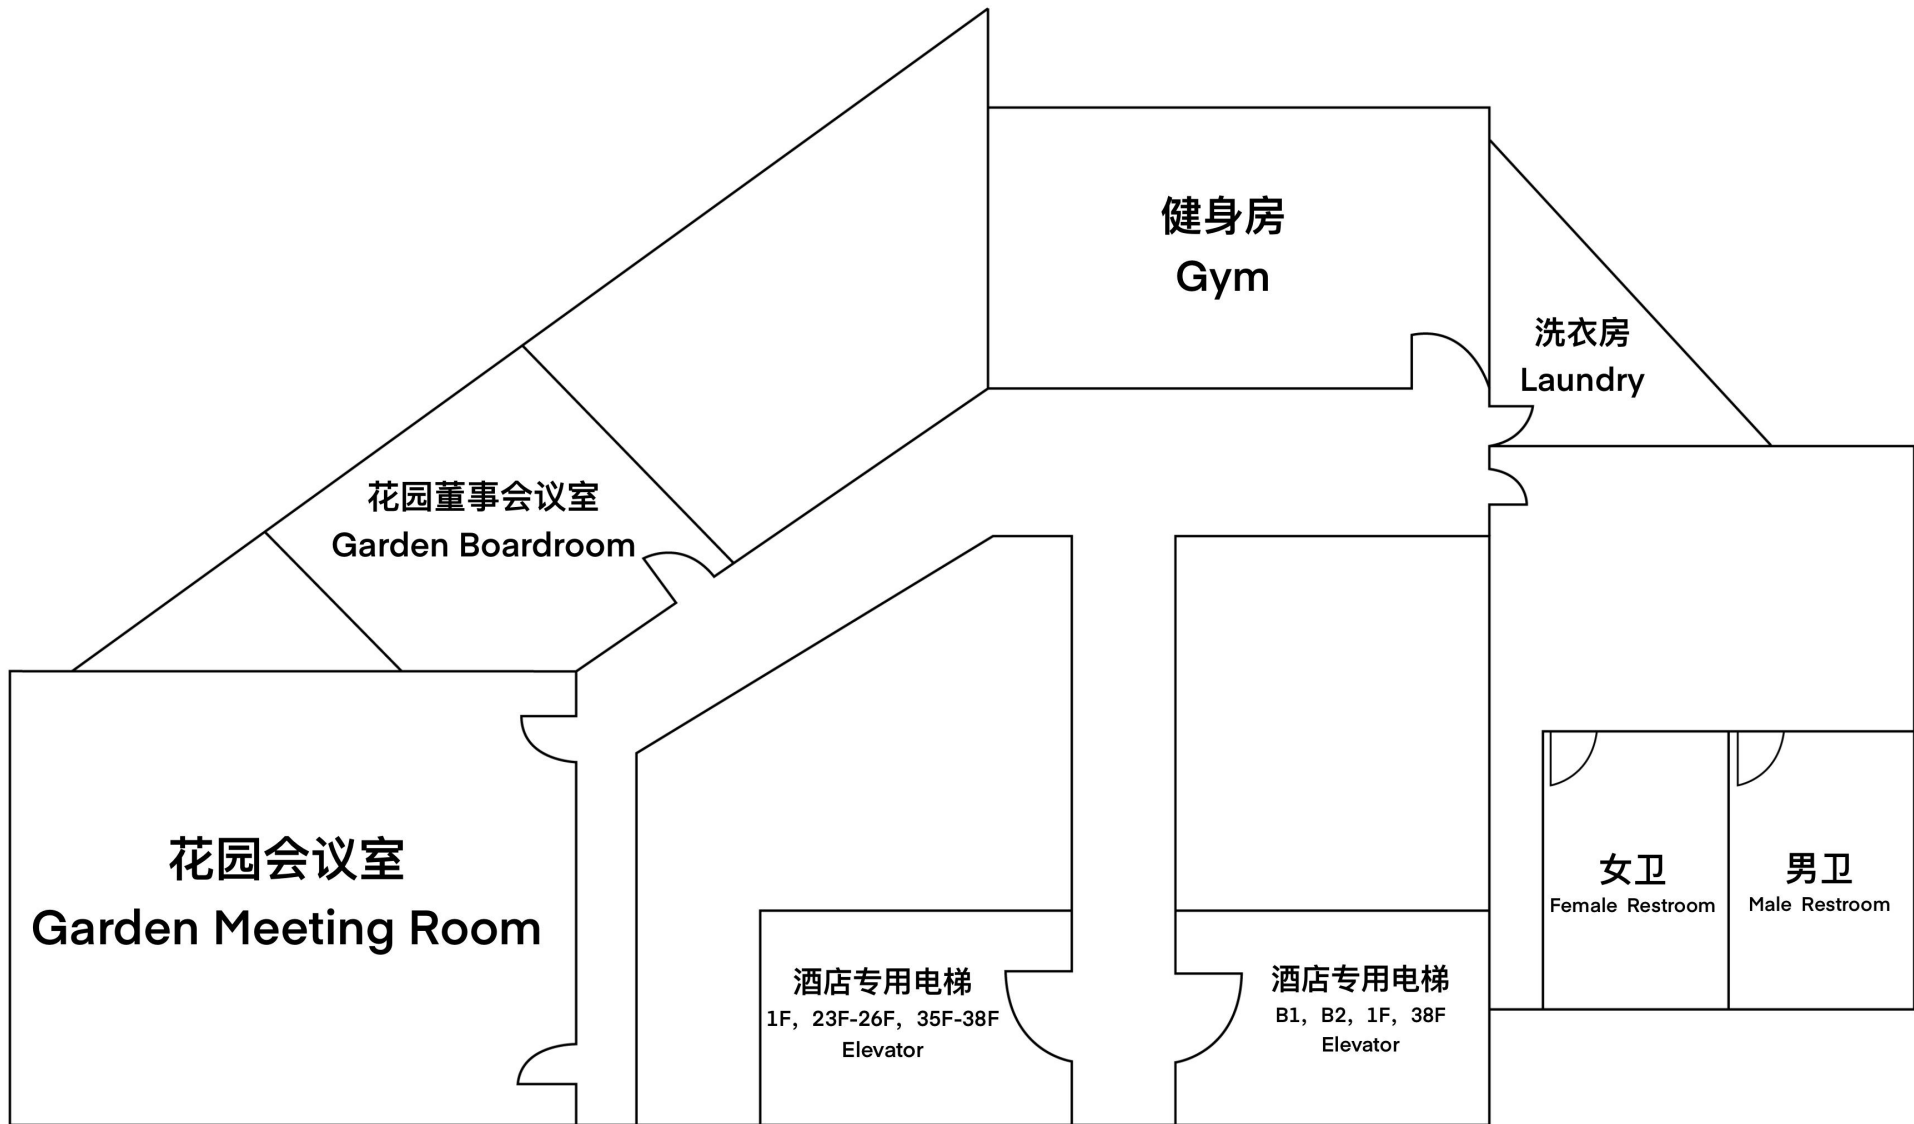 健身房
Gym
洗衣房
Laundry
花园董事会议室
Garden Boardroom
花园会议室
Garden Meeting Room
酒店专用电梯
1F，23F-26F，35F-38F
Elevator
酒店专用电梯
B1，B2，1F，38F
Elevator
女卫
Female Restroom
男卫
Male Restroom